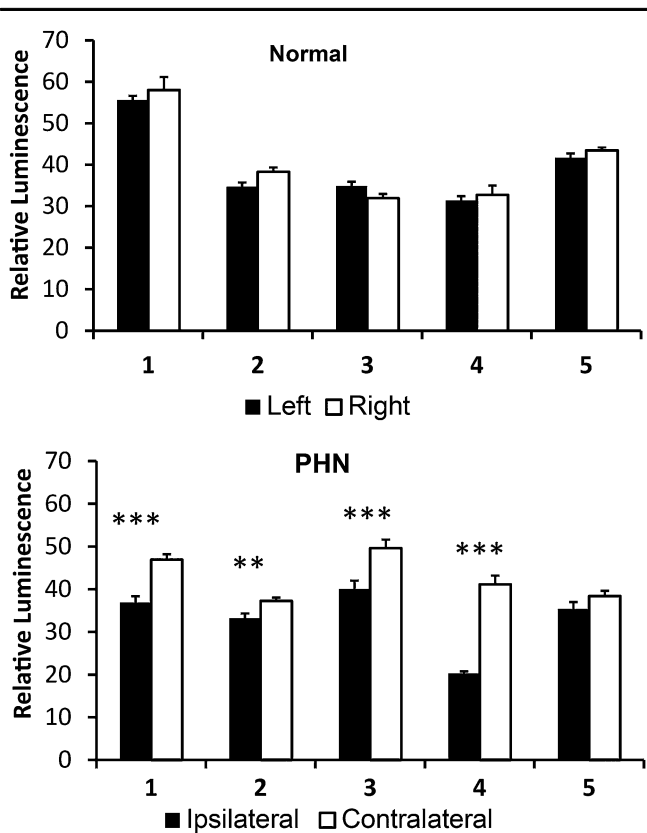 Normal
Relative Luminescence
70
60
50
40
30
20
10
0
1 2 3 4 5
Left Right
PHN
Relative Luminescence
70
60
50
40
30
20
10
0
***
**
***
***
1 2 3 4 5
Ipsilateral Contralateral